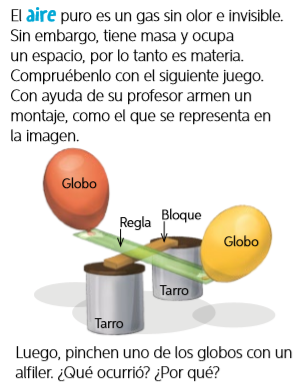 El aire puro es un gas sin olor e invisible.
Sin embargo, tiene masa y ocupa
un espacio, por lo tanto es materia.
Compruébenlo con el siguiente juego.
Con ayuda de su profesor armen un
montaje, como el que se representa en
la imagen.
Globo
Regla
Bloque
Globo
Tarro
Tarro
Luego, pinchen uno de los globos con un
alfiler. ¿Qué ocurrió? ¿Por qué?